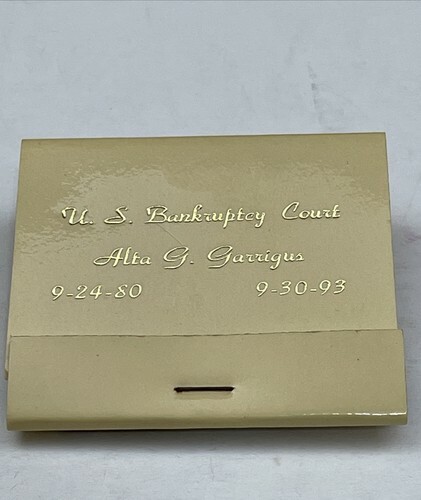 U. S. Bankruptcy Court
Alta G. Garrigus
9-24-80 9-30-93